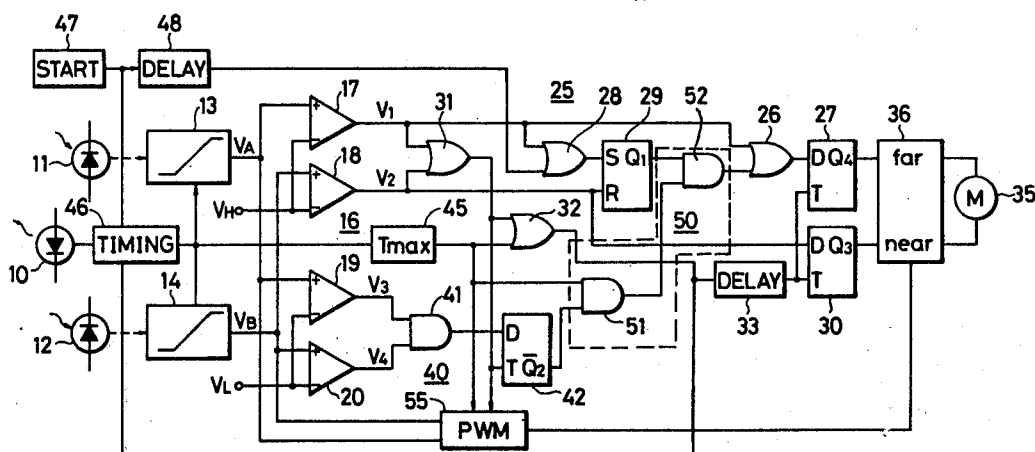 47 48
START DELAY
13 17 31 25 28 29 52 26 27 36
11 VA V1 S Q1 D Q4 far
18 V2 R T
VH 32 50 35 M
46 16 45
10 TIMING Tmax D Q3 near
14 19 V3 41 DELAY T
12 VB V4 D 51 33 30
VL 20 40 T Q̅2
55 42
PWM